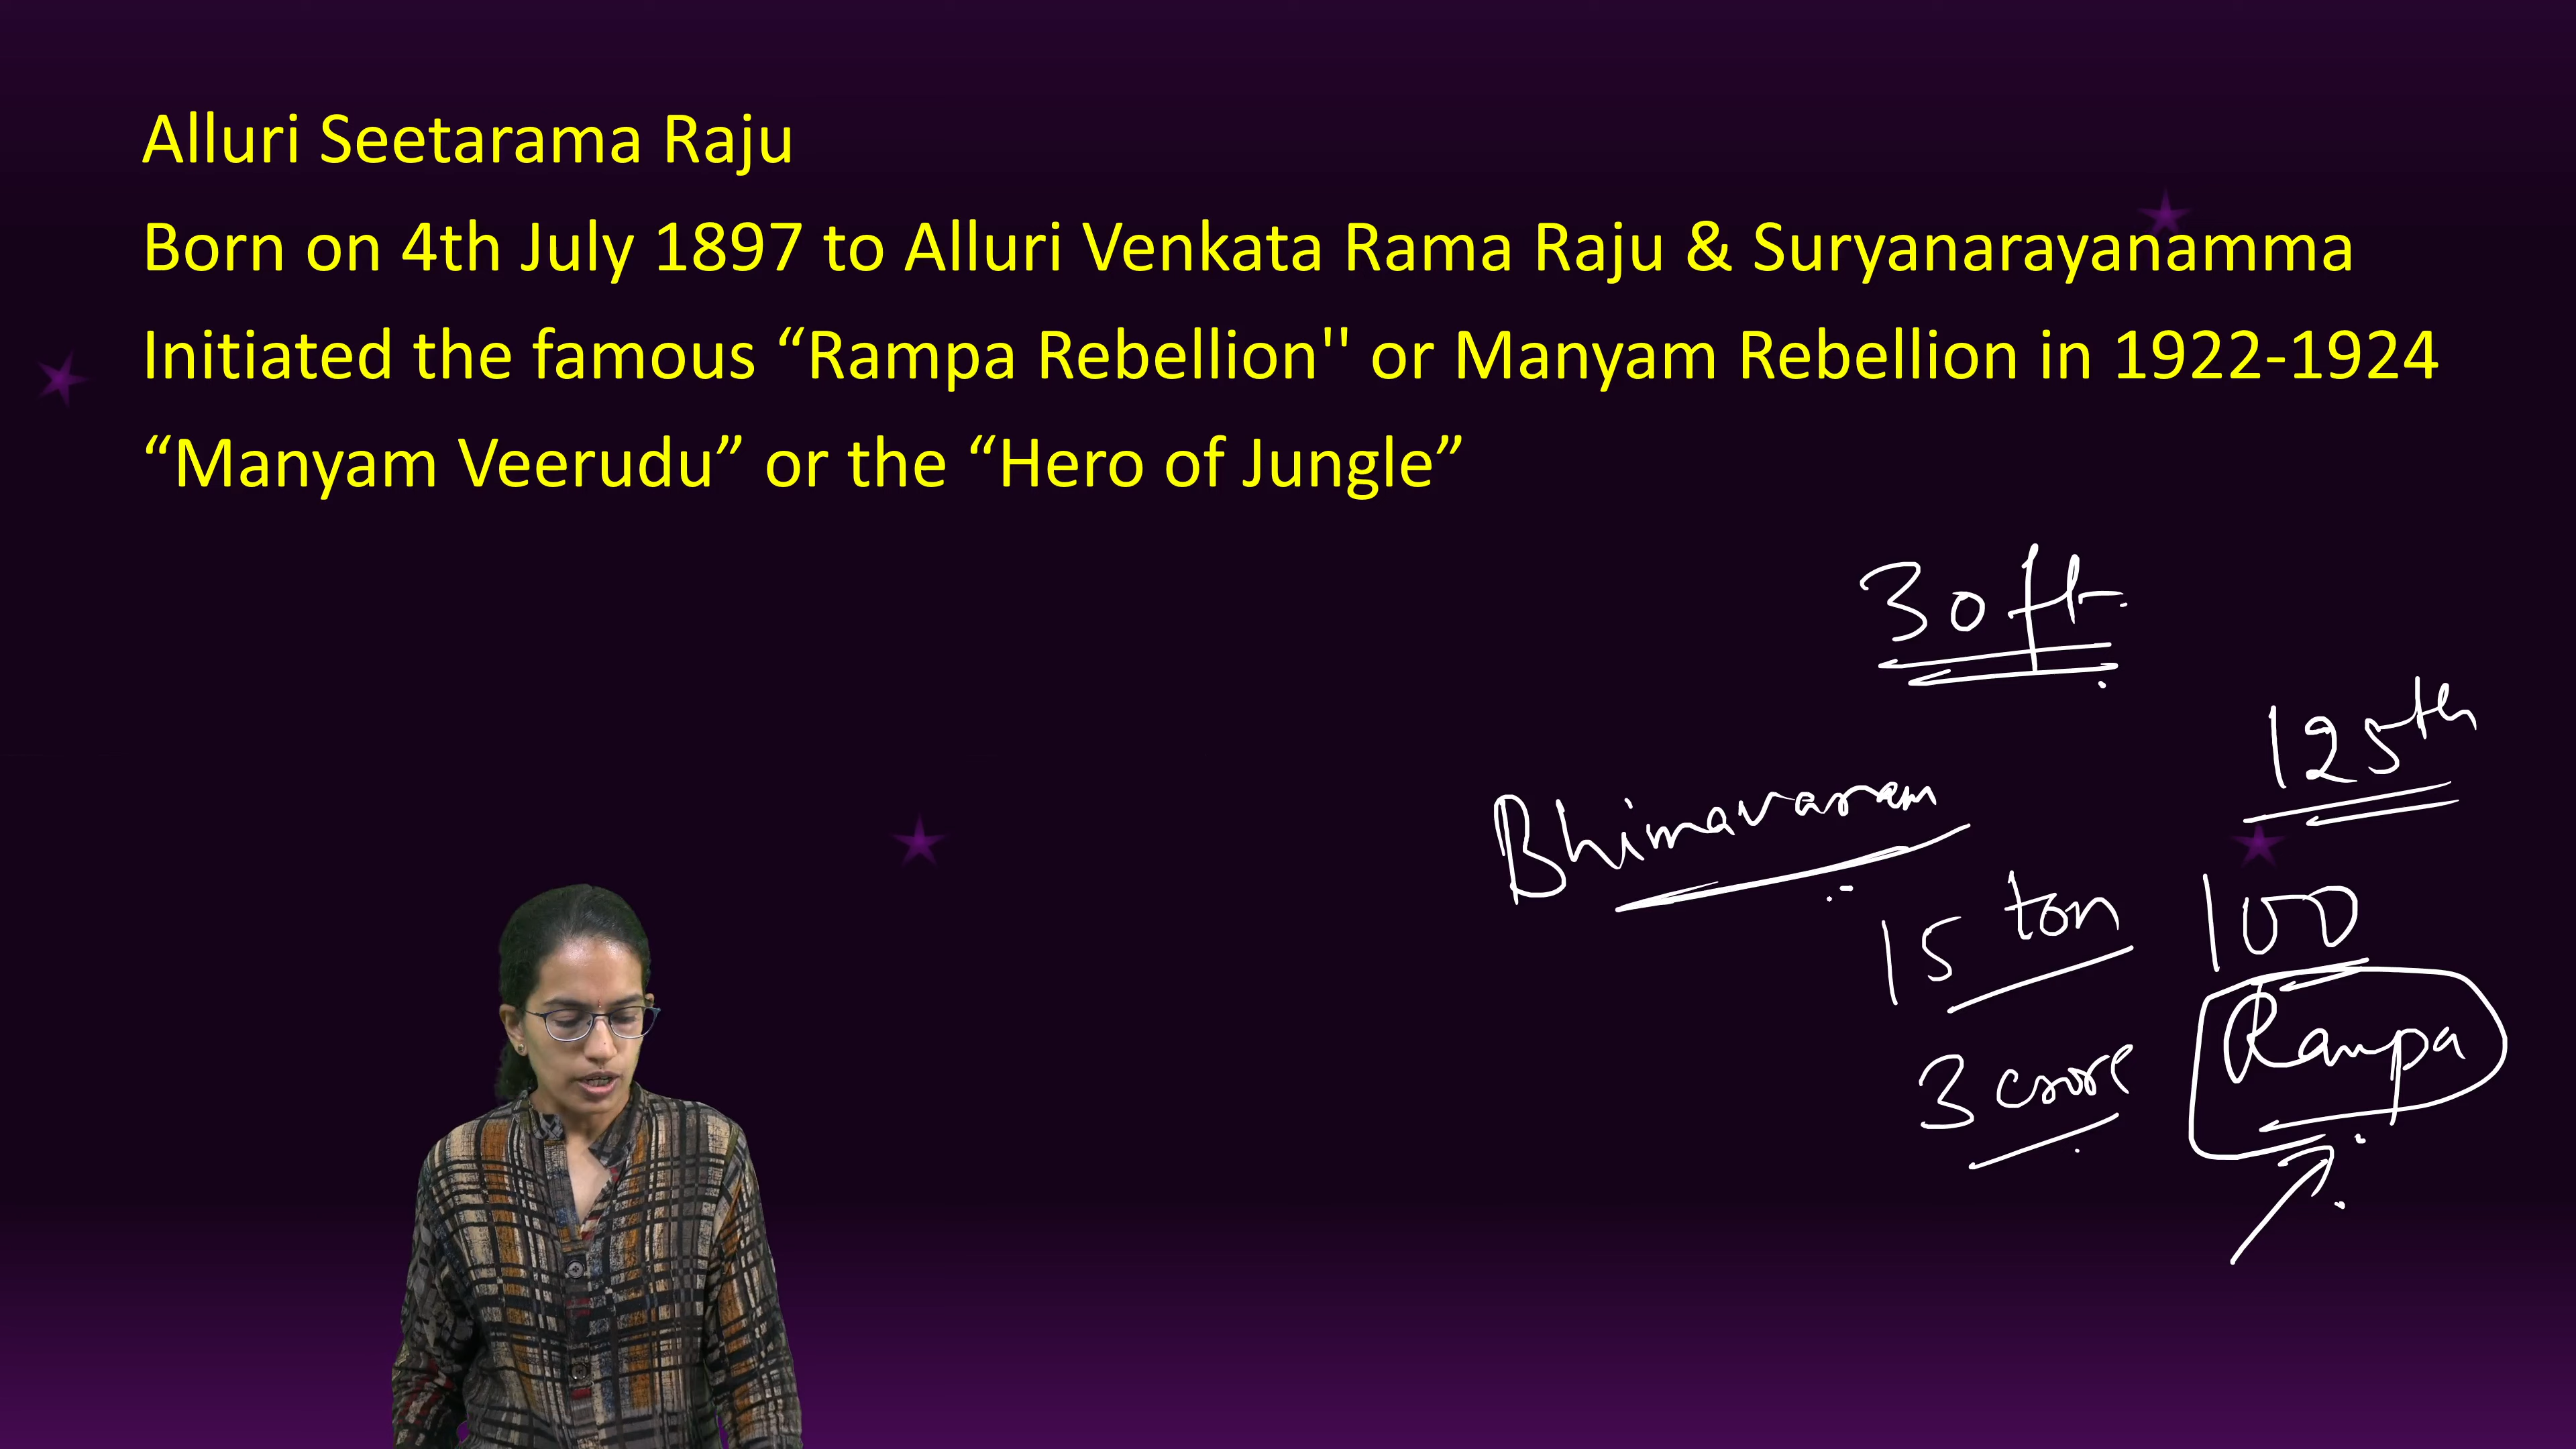 Alluri Seetarama Raju
Born on 4th July 1897 to Alluri Venkata Rama Raju & Suryanarayanamma
Initiated the famous “Rampa Rebellion" or Manyam Rebellion in 1922-1924
“Manyam Veerudu” or the “Hero of Jungle”
30 ft.
125th
Bhimavaram
15 ton
100
Rampa
3 crore